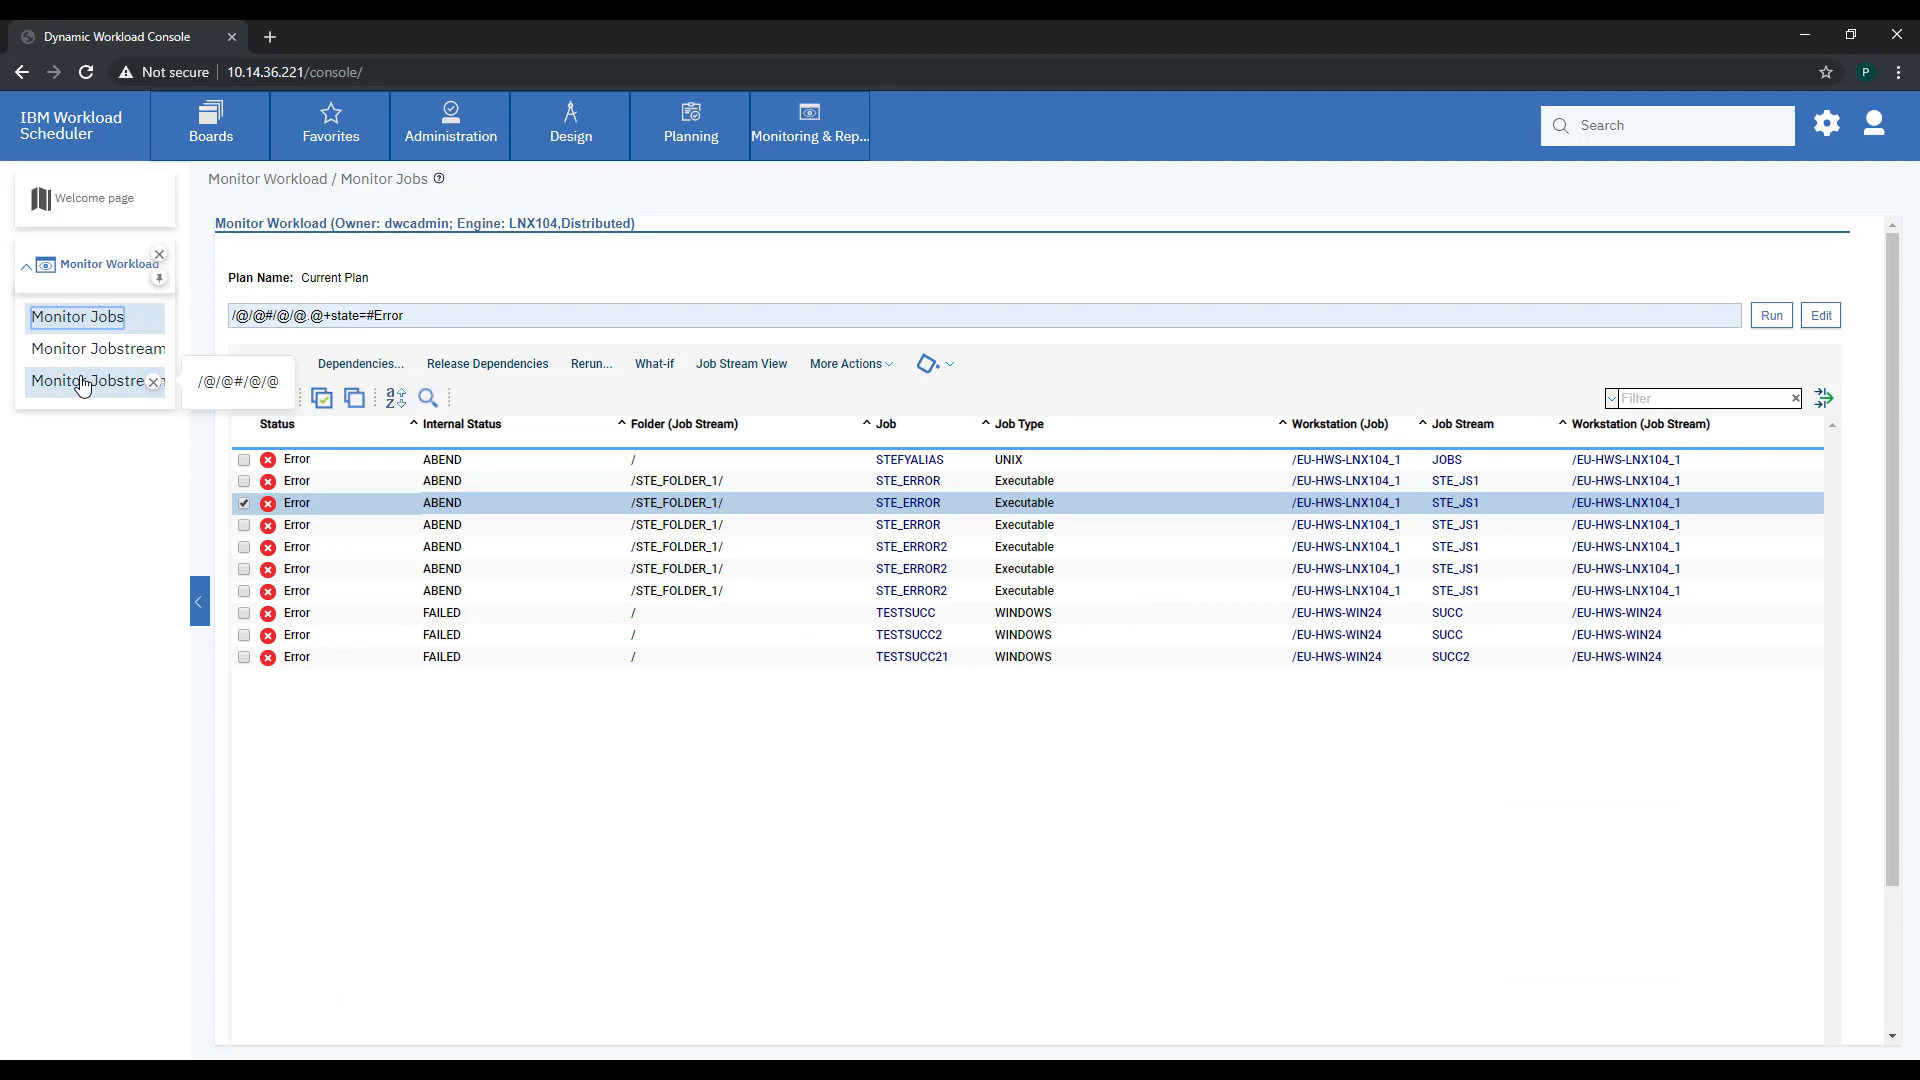 Dynamic Workload Console
Not secure 10.14.36.221/console/
P
IBM Workload
Scheduler
Boards
Favorites
Administration
Design
Planning
Monitoring & Rep...
Search
Welcome page
Monitor Workload
Monitor Jobs
Monitor Jobstream
Monitor Jobstre
/@/@#/@/@
Monitor Workload / Monitor Jobs
Monitor Workload (Owner: dwcadmin; Engine: LNX104,Distributed)
Plan Name: Current Plan
/@/@#/@/@.@+state=#Error
Run
Edit
Dependencies... Release Dependencies Rerun... What-if Job Stream View More Actions
Filter
Status Internal Status Folder (Job Stream) Job Job Type Workstation (Job) Job Stream Workstation (Job Stream)
Error ABEND / STEFYALIAS UNIX /EU-HWS-LNX104_1 JOBS /EU-HWS-LNX104_1
Error ABEND /STE_FOLDER_1/ STE_ERROR Executable /EU-HWS-LNX104_1 STE_JS1 /EU-HWS-LNX104_1
Error ABEND /STE_FOLDER_1/ STE_ERROR Executable /EU-HWS-LNX104_1 STE_JS1 /EU-HWS-LNX104_1
Error ABEND /STE_FOLDER_1/ STE_ERROR Executable /EU-HWS-LNX104_1 STE_JS1 /EU-HWS-LNX104_1
Error ABEND /STE_FOLDER_1/ STE_ERROR2 Executable /EU-HWS-LNX104_1 STE_JS1 /EU-HWS-LNX104_1
Error ABEND /STE_FOLDER_1/ STE_ERROR2 Executable /EU-HWS-LNX104_1 STE_JS1 /EU-HWS-LNX104_1
Error ABEND /STE_FOLDER_1/ STE_ERROR2 Executable /EU-HWS-LNX104_1 STE_JS1 /EU-HWS-LNX104_1
Error FAILED / TESTSUCC WINDOWS /EU-HWS-WIN24 SUCC /EU-HWS-WIN24
Error FAILED / TESTSUCC2 WINDOWS /EU-HWS-WIN24 SUCC /EU-HWS-WIN24
Error FAILED / TESTSUCC21 WINDOWS /EU-HWS-WIN24 SUCC2 /EU-HWS-WIN24